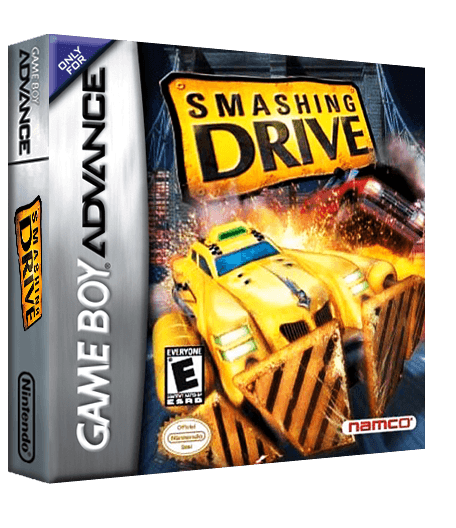 GAME BOY
ADVANCE
SMASHING
DRIVE
Nintendo
ONLY
FOR
GAME BOY ADVANCE
SMASHING
DRIVE
EVERYONE
E
ESRB
Official
Nintendo
Seal
namco